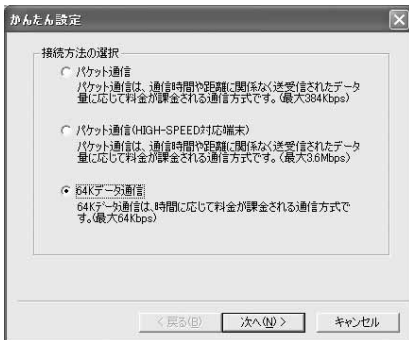 かんたん設定
接続方法の選択
パケット通信
パケット通信は、通信時間や距離に関係なく送受信されたデータ
量に応じて料金が課金される通信方式です。(最大384Kbps)
パケット通信(HIGH-SPEED対応端末)
パケット通信は、通信時間や距離に関係なく送受信されたデータ
量に応じて料金が課金される通信方式です。(最大3.6Mbps)
64Kデータ通信
64Kデータ通信は、時間に応じて料金が課金される通信方式で
す。(最大64Kbps)
< 戻る(B)
次へ(N) >
キャンセル